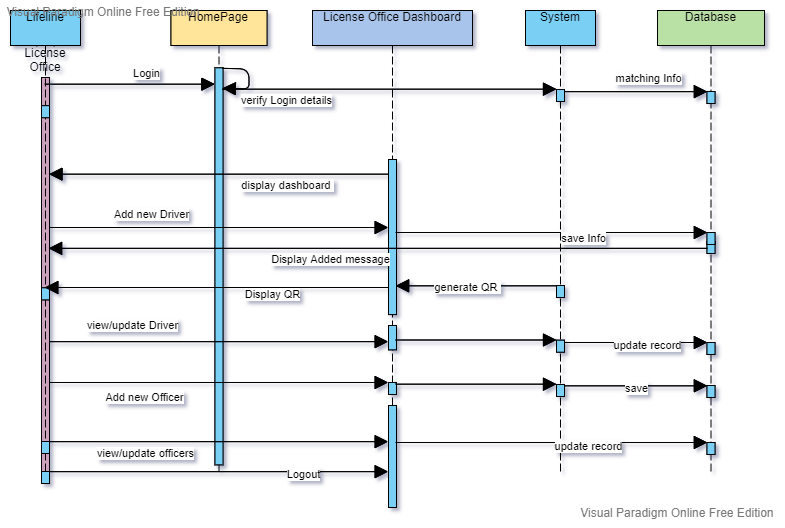 Visual Paradigm Online Free Edition
Lifeline
HomePage
License Office Dashboard
System
Database
License
Office
Login
matching Info
verify Login details
display dashboard
Add new Driver
save Info
Display Added message
generate QR
Display QR
view/update Driver
update record
save
Add new Officer
update record
view/update officers
Logout
Visual Paradigm Online Free Edition